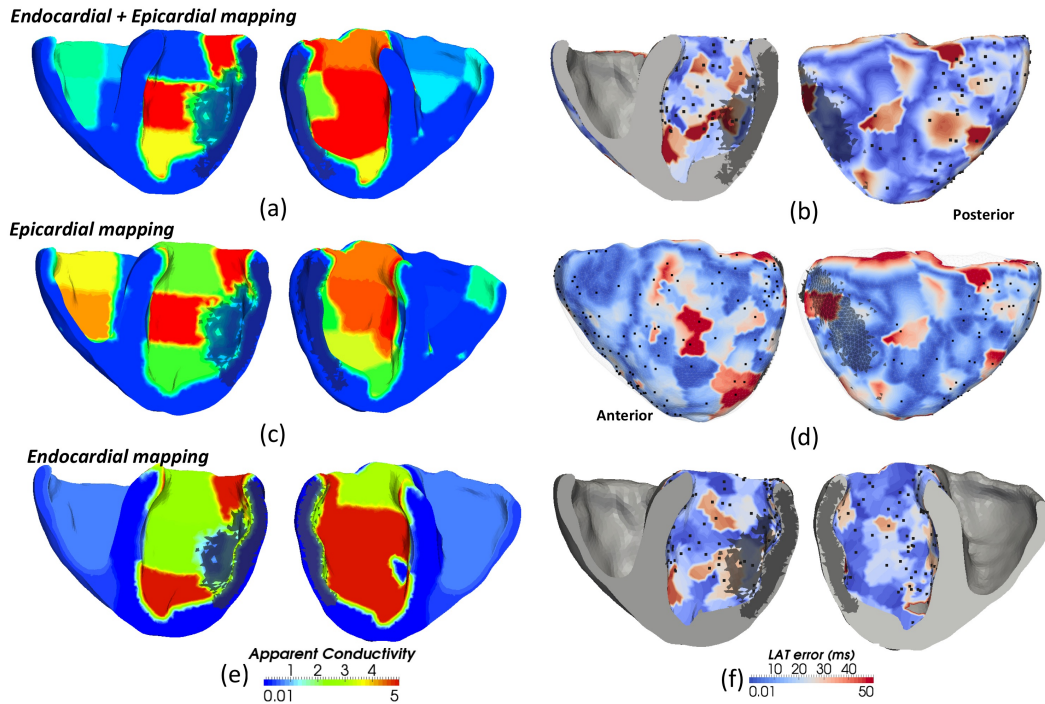 Endocardial + Epicardial mapping
(a)
(b)
Posterior
Epicardial mapping
Anterior
(c)
(d)
Endocardial mapping
Apparent Conductivity
1 2 3 4
0.01 5
(e)
LAT error (ms)
10 20 30 40
0.01 50
(f)